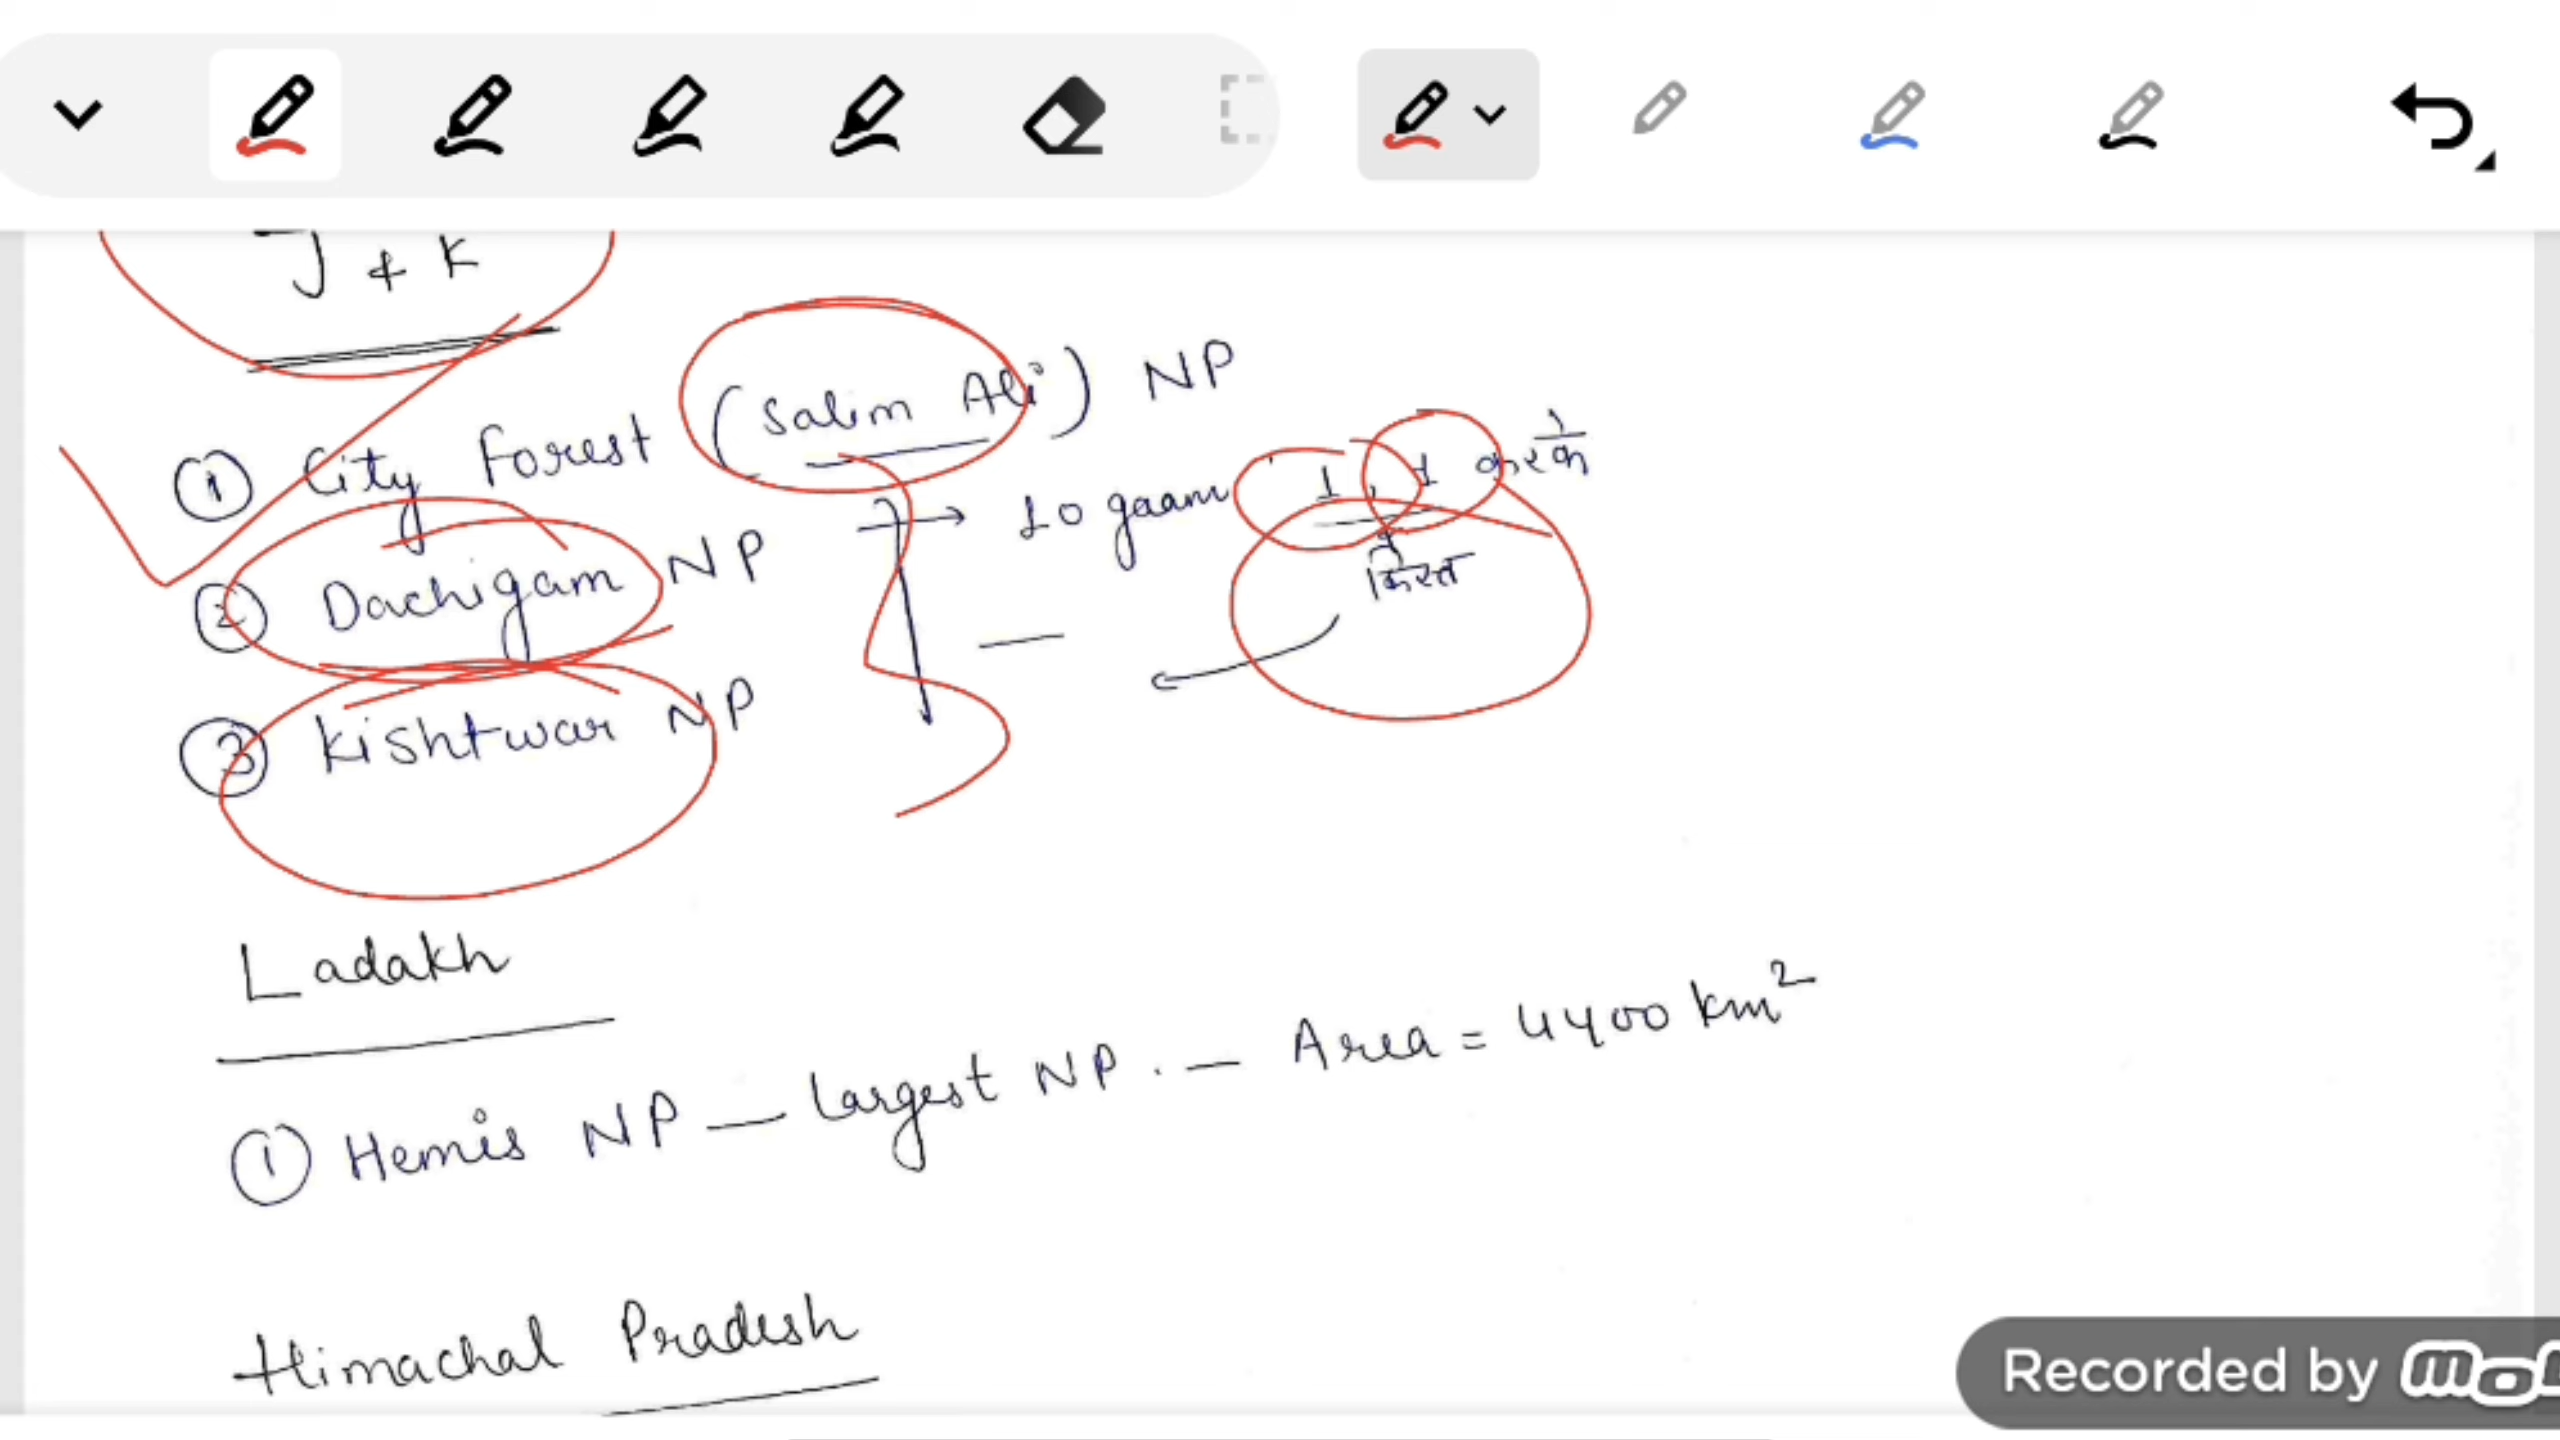 J & K
① City Forest (Salim Ali) NP
② Dachigam NP → 10 gaam 1, 1
③ Kishtwar NP
Ladakh
① Hemis NP — largest NP. — Area = 4400 km²
Himachal Pradesh
Recorded by